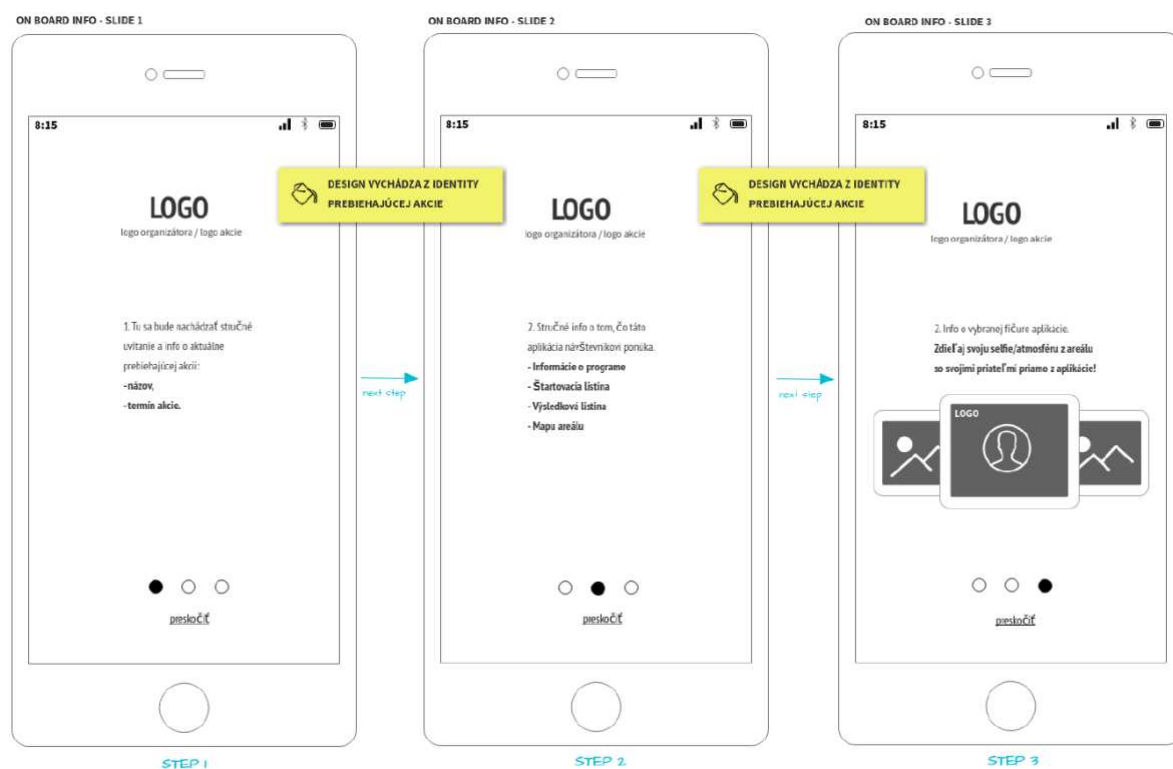 ON BOARD INFO - SLIDE 1
8:15
LOGO
logo organizátora / logo akcie
1. Tu sa bude nachádzať stručné
uvítanie a info o aktuálne
prebiehajúcej akcii:
- názov,
- termín akcie.
preskočiť
STEP 1
DESIGN VYCHÁDZA Z IDENTITY
PREBIEHAJÚCEJ AKCIE
next step
ON BOARD INFO - SLIDE 2
8:15
LOGO
logo organizátora / logo akcie
2. Stručné info o tom, čo táto
aplikácia návštevníkovi ponúka.
- Informácie o programe
- Štartovacia listina
- Výsledková listina
- Mapu areálu
preskočiť
STEP 2
DESIGN VYCHÁDZA Z IDENTITY
PREBIEHAJÚCEJ AKCIE
next step
ON BOARD INFO - SLIDE 3
8:15
LOGO
logo organizátora / logo akcie
2. Info o vybranej fičure aplikácie.
Zdieľaj svoju selfie/atmosféru z areálu
so svojimi priateľmi priamo z aplikácie!
LOGO
preskočiť
STEP 3